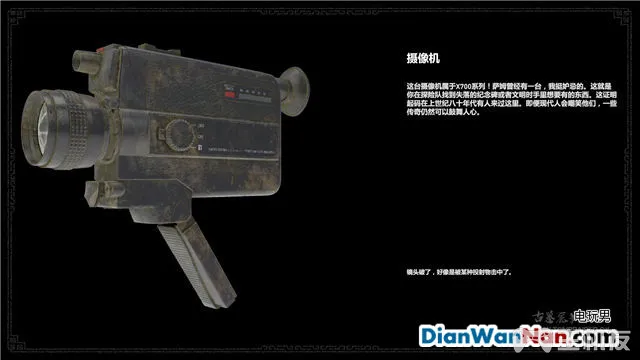 摄像机
这台摄像机属于X700系列！萨姆曾经有一台，我挺妒忌的。这就是
你在探险队找到失落的纪念碑或者文明时手里想要有的东西。这证明
起码在上世纪八十年代有人来过这里。即便现代人会嘲笑他们，一些
传奇仍然可以鼓舞人心。
镜头破了，好像是被某种投射物击中了。
电玩男
DianWanNan.com